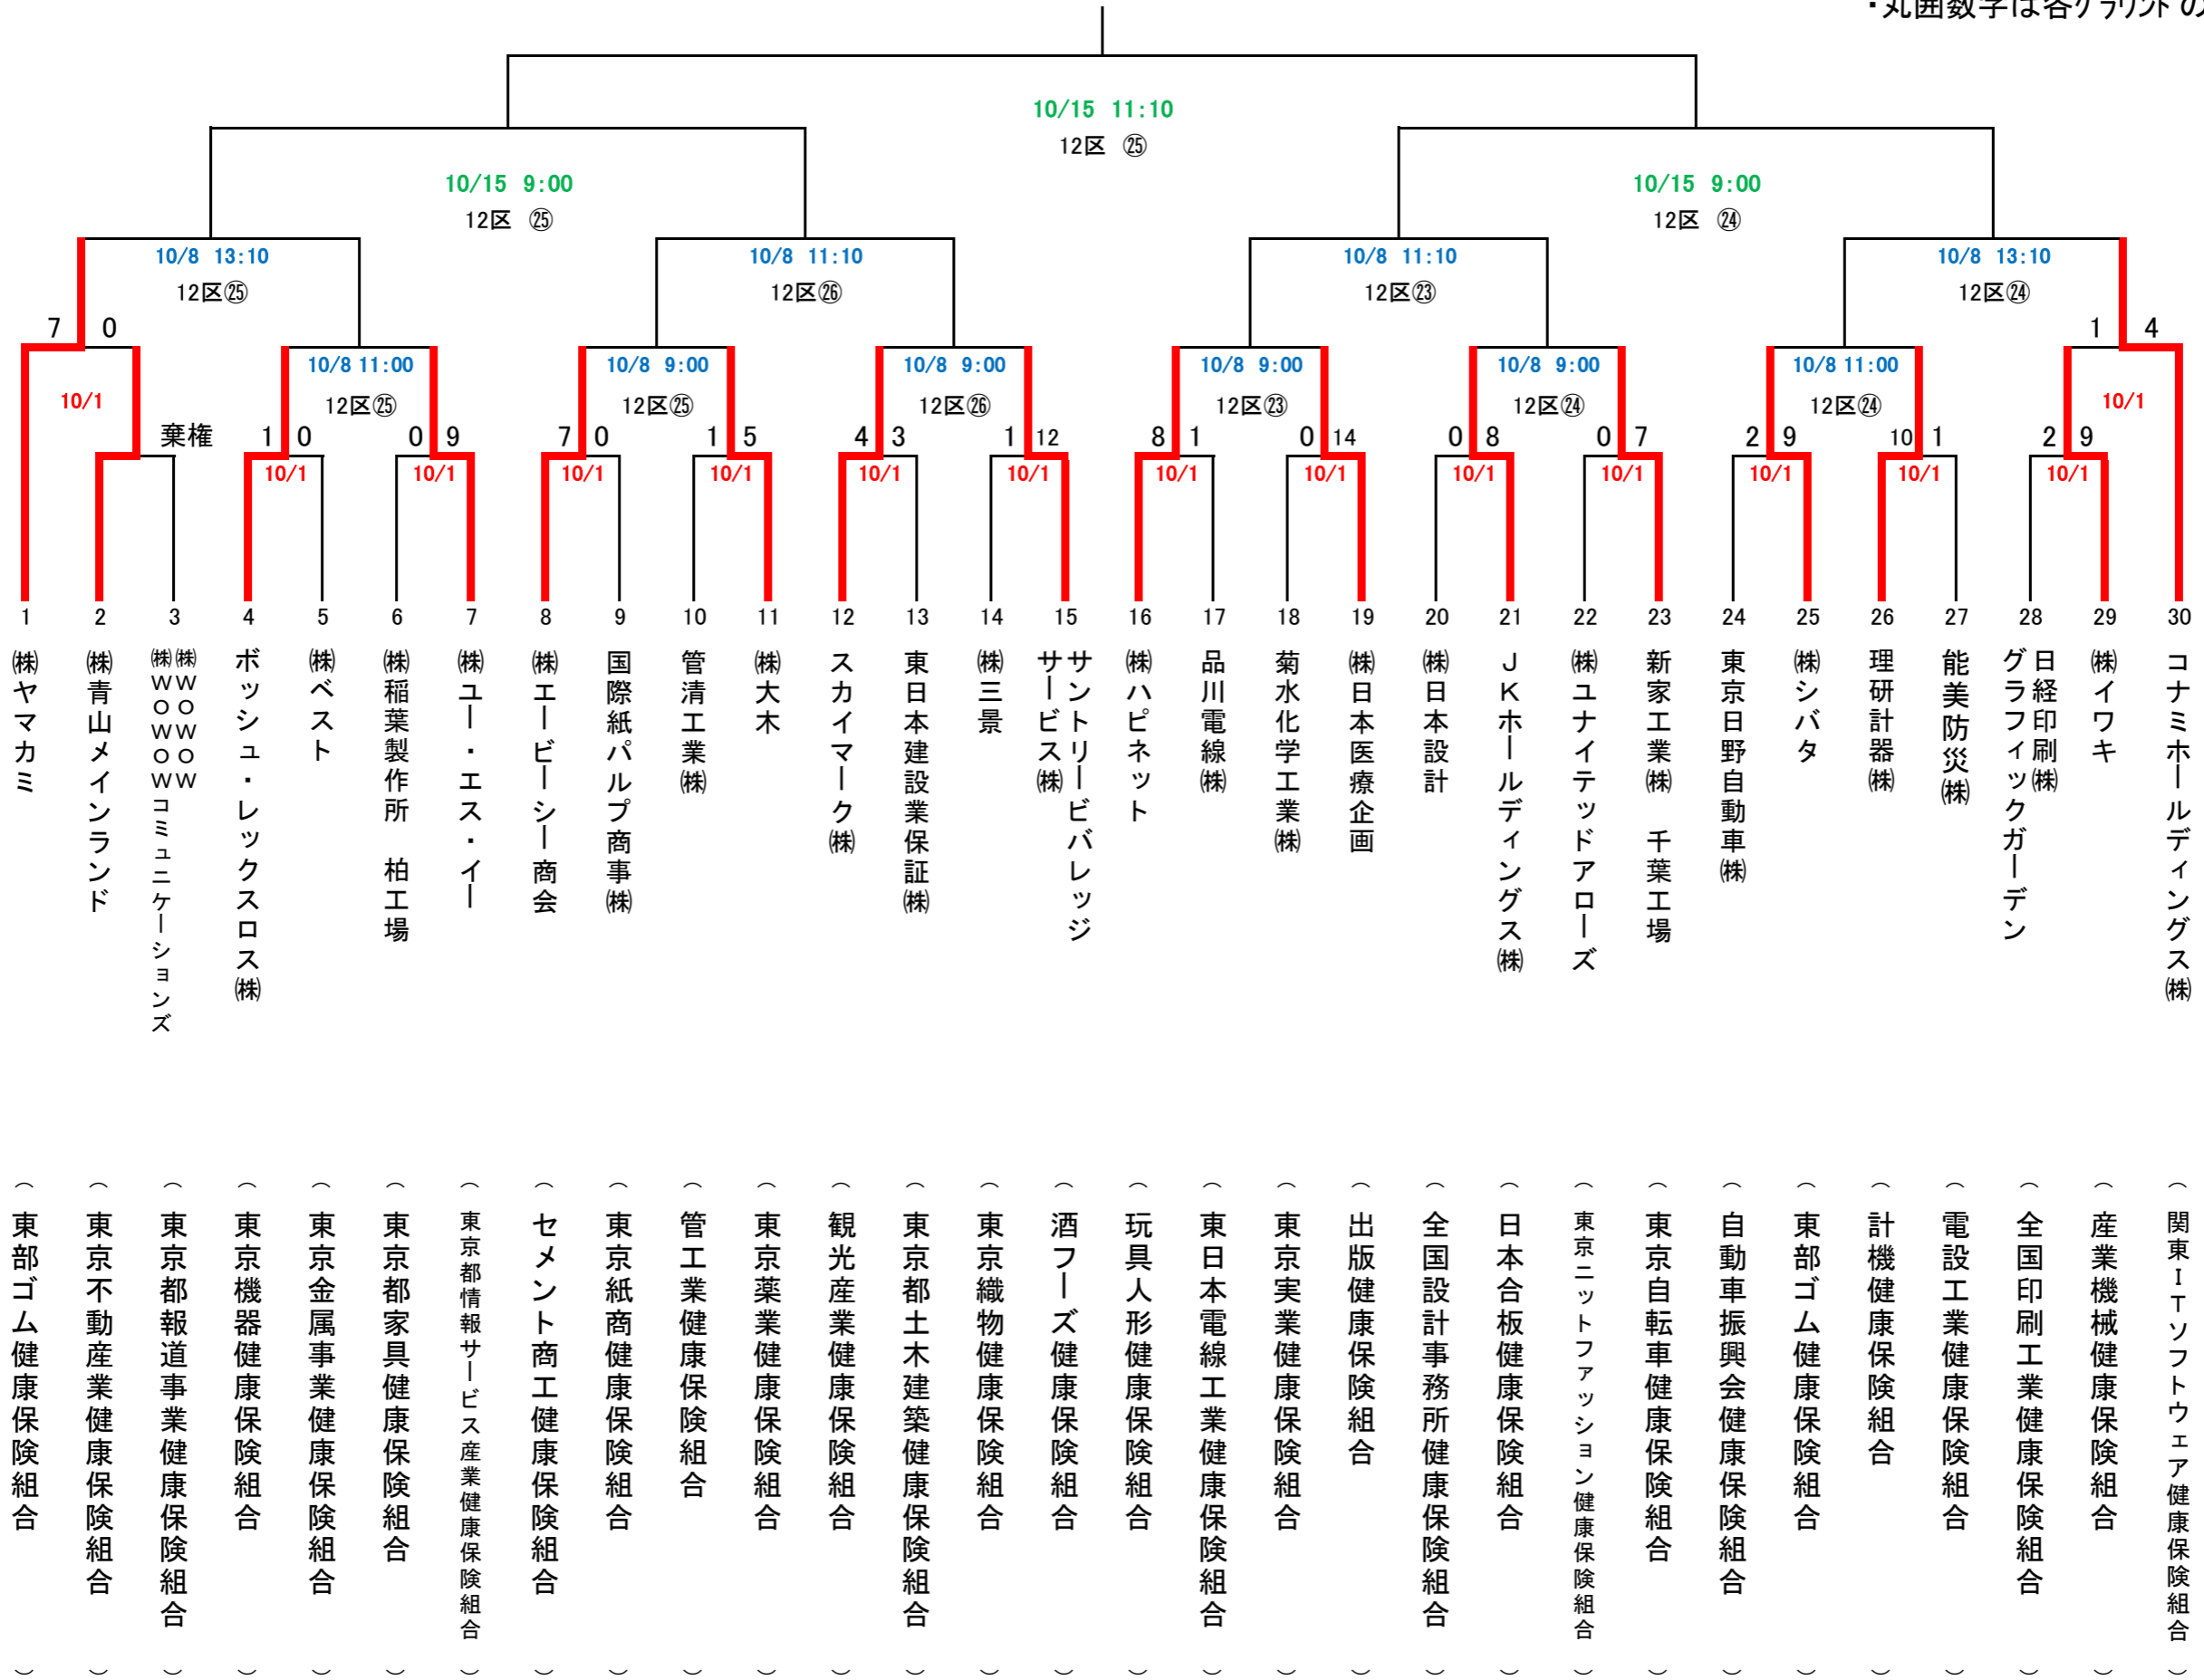 ・丸囲数字は各グラウンドの
10/15 11:10
12区 ㉕
10/15 9:00
12区 ㉕
10/15 9:00
12区 ㉔
10/8 13:10
12区㉕
10/8 11:10
12区㉖
10/8 11:10
12区㉓
10/8 13:10
12区㉔
7 0
1 4
10/1
10/8 11:00
12区㉕
10/8 9:00
12区㉕
10/8 9:00
12区㉖
10/8 9:00
12区㉓
10/8 9:00
12区㉔
10/8 11:00
12区㉔
10/1
棄権
1 0
0 9
7 0
1 5
4 3
1 12
8 1
0 14
0 8
0 7
2 9
10 1
2 9
10/1 10/1 10/1 10/1 10/1 10/1 10/1 10/1 10/1 10/1 10/1 10/1 10/1
1 2 3 4 5 6 7 8 9 10 11 12 13 14 15 16 17 18 19 20 21 22 23 24 25 26 27 28 29 30
㈱ヤマカミ
㈱青山メインランド
㈱WOWOW
㈱WOWOWコミュニケーションズ
ボッシュ・レックスロス㈱
㈱ベスト
㈱稲葉製作所 柏工場
㈱ユー・エス・イー
㈱エービーシー商会
国際紙パルプ商事㈱
管清工業㈱
㈱大木
スカイマーク㈱
東日本建設業保証㈱
㈱三景
サントリービバレッジ
サービス㈱
㈱ハピネット
品川電線㈱
菊水化学工業㈱
㈱日本医療企画
㈱日本設計
JKホールディングス㈱
㈱ユナイテッドアローズ
新家工業㈱ 千葉工場
東京日野自動車㈱
㈱シバタ
理研計器㈱
能美防災㈱
日経印刷㈱
グラフィックガーデン
㈱イワキ
コナミホールディングス㈱
（東部ゴム健康保険組合）
（東京不動産業健康保険組合）
（東京都報道事業健康保険組合）
（東京機器健康保険組合）
（東京金属事業健康保険組合）
（東京都家具健康保険組合）
（東京都情報サービス産業健康保険組合）
（セメント商工健康保険組合）
（東京紙商健康保険組合）
（管工業健康保険組合）
（東京薬業健康保険組合）
（観光産業健康保険組合）
（東京都土木建築健康保険組合）
（東京織物健康保険組合）
（酒フーズ健康保険組合）
（玩具人形健康保険組合）
（東日本電線工業健康保険組合）
（東京実業健康保険組合）
（出版健康保険組合）
（全国設計事務所健康保険組合）
（日本合板健康保険組合）
（東京ニットファッション健康保険組合）
（東京自転車健康保険組合）
（自動車振興会健康保険組合）
（東部ゴム健康保険組合）
（計機健康保険組合）
（電設工業健康保険組合）
（全国印刷工業健康保険組合）
（産業機械健康保険組合）
（関東ITソフトウェア健康保険組合）